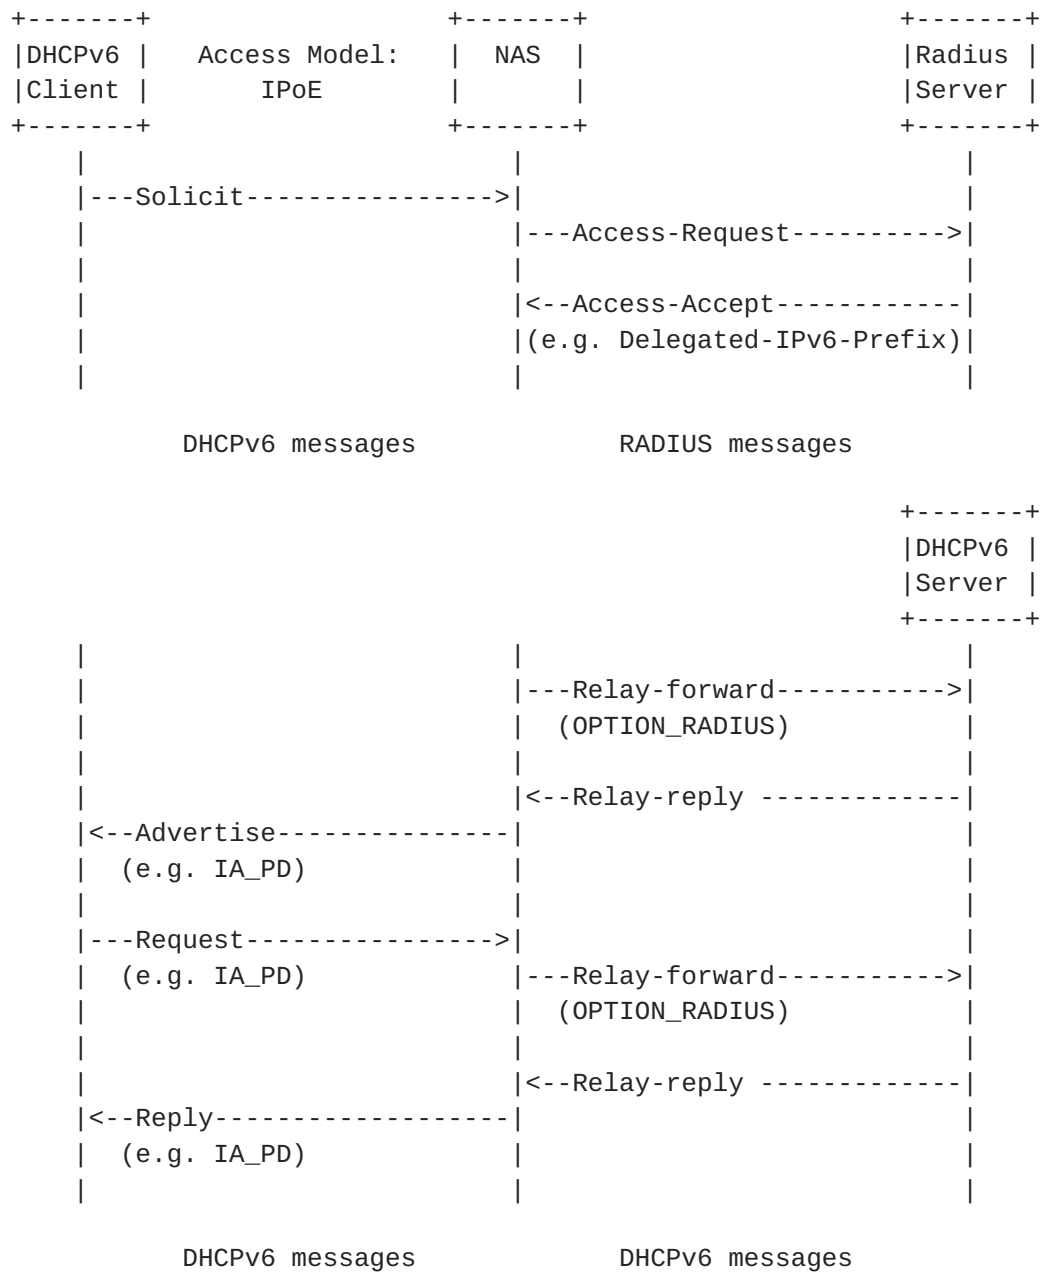 +-------+                   +-------+                    +-------+
|DHCPv6 |   Access Model:   |  NAS  |                    |Radius |
|Client |       IPoE        |       |                    |Server |
+-------+                   +-------+                    +-------+
    |                           |                            |
    |---Solicit---------------->|                            |
    |                           |---Access-Request---------->|
    |                           |                            |
    |                           |<--Access-Accept------------|
    |                           |(e.g. Delegated-IPv6-Prefix)|
    |                           |                            |
           DHCPv6 messages             RADIUS messages
                                                         +-------+
                                                         |DHCPv6 |
                                                         |Server |
                                                         +-------+
    |                           |                            |
    |                           |---Relay-forward----------->|
    |                           |  (OPTION_RADIUS)           |
    |                           |                            |
    |                           |<--Relay-reply -------------|
    |<--Advertise---------------|                            |
    |  (e.g. IA_PD)             |                            |
    |                           |                            |
    |---Request---------------->|                            |
    |  (e.g. IA_PD)             |---Relay-forward----------->|
    |                           |  (OPTION_RADIUS)           |
    |                           |                            |
    |                           |<--Relay-reply -------------|
    |<--Reply-------------------|                            |
    |  (e.g. IA_PD)             |                            |
    |                           |                            |
           DHCPv6 messages             DHCPv6 messages